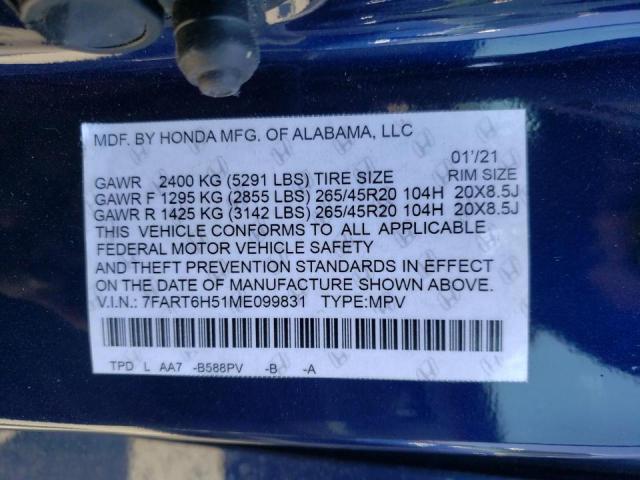 MDF. BY HONDA MFG. OF ALABAMA, LLC
01'/21
GAWR 2400 KG (5291 LBS) TIRE SIZE RIM SIZE
GAWR F 1295 KG (2855 LBS) 265/45R20 104H 20X8.5J
GAWR R 1425 KG (3142 LBS) 265/45R20 104H 20X8.5J
THIS VEHICLE CONFORMS TO ALL APPLICABLE
FEDERAL MOTOR VEHICLE SAFETY
AND THEFT PREVENTION STANDARDS IN EFFECT
ON THE DATE OF MANUFACTURE SHOWN ABOVE.
V.I.N.: 7FART6H51ME099831 TYPE:MPV
TPD L AA7 -B588PV -B -A